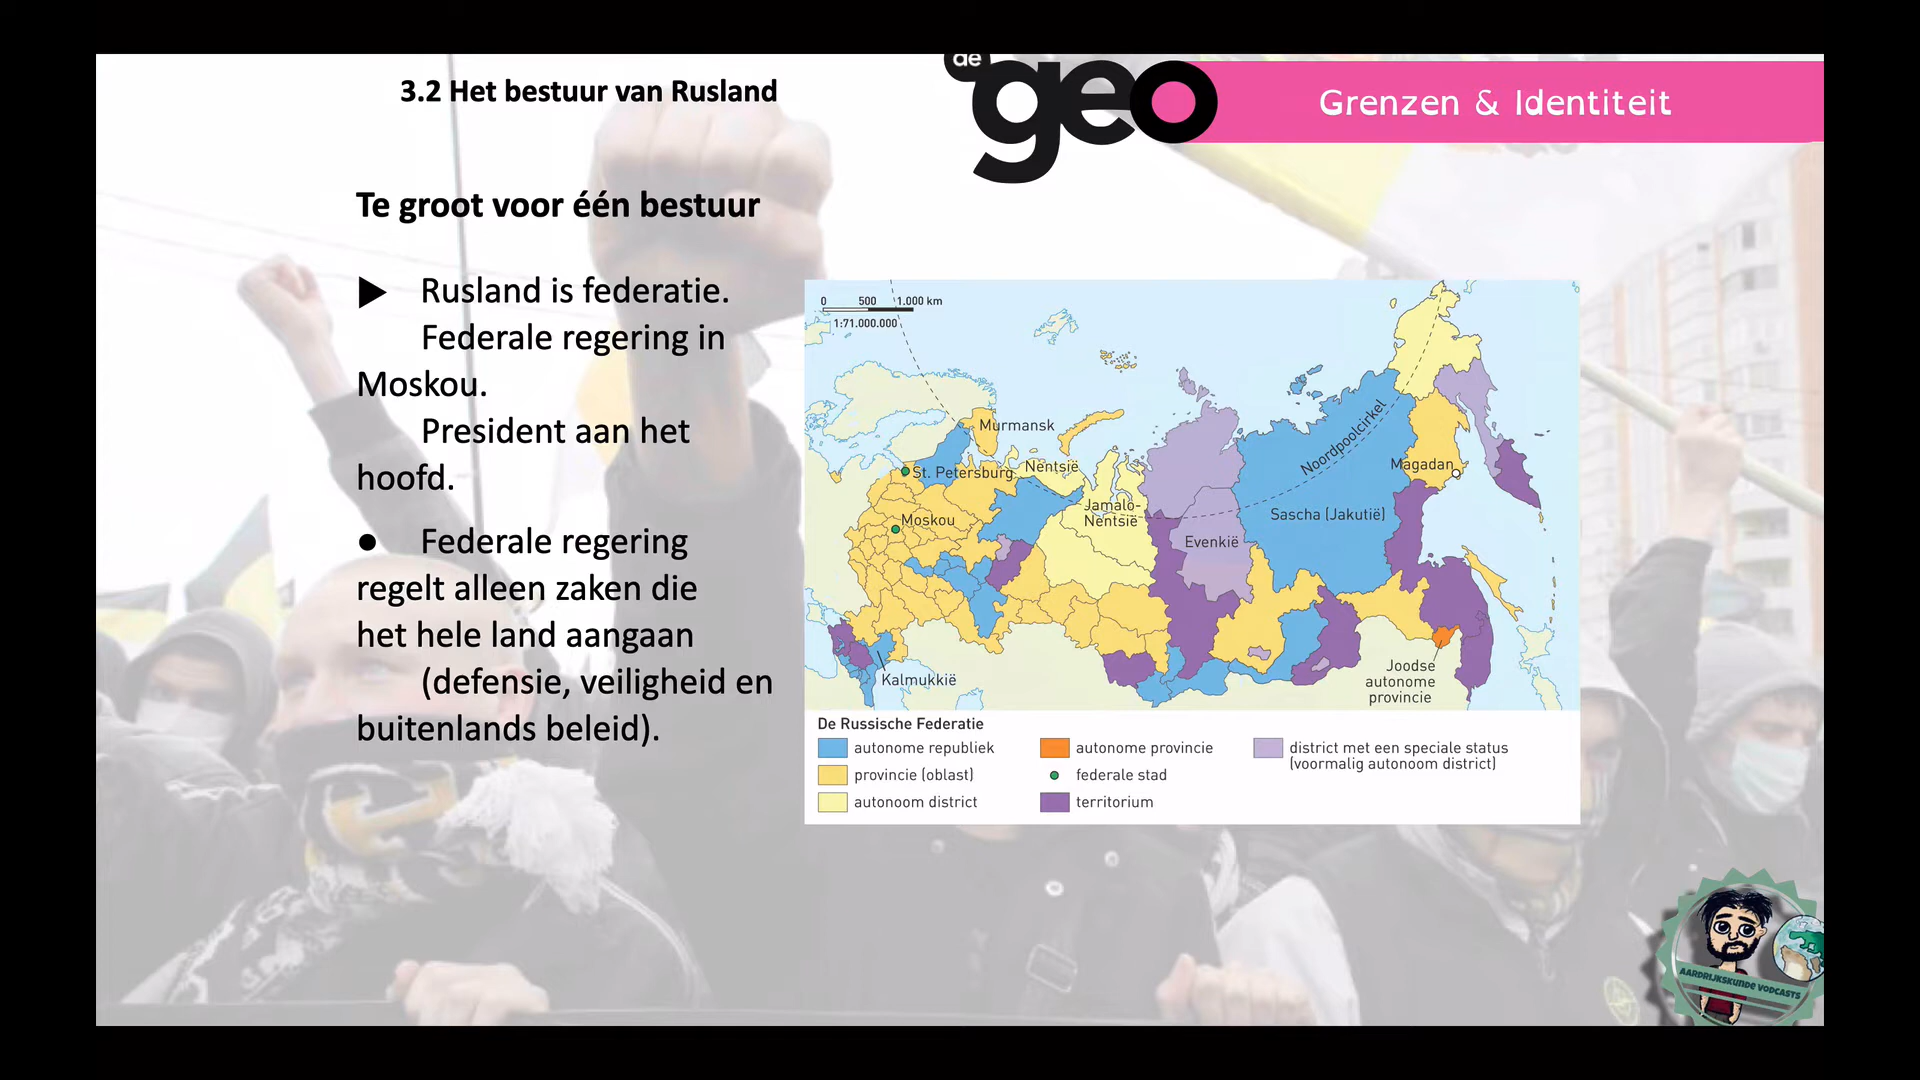 3.2 Het bestuur van Rusland
de
geo
Grenzen & Identiteit
Te groot voor één bestuur
▶ Rusland is federatie.
Federale regering in
Moskou.
President aan het
hoofd.
● Federale regering
regelt alleen zaken die
het hele land aangaan
(defensie, veiligheid en
buitenlands beleid).
0 500 1.000 km
1:71.000.000
Murmansk
St. Petersburg
Nentsië
Moskou
Jamalo-
Nentsië
Evenkië
Sascha (Jakutië)
Noordpoolcirkel
Magadan
Kalmukkië
Joodse
autonome
provincie
De Russische Federatie
autonome republiek
provincie (oblast)
autonoom district
autonome provincie
federale stad
territorium
district met een speciale status
(voormalig autonoom district)
AARDRIJKSKUNDE VODCASTS